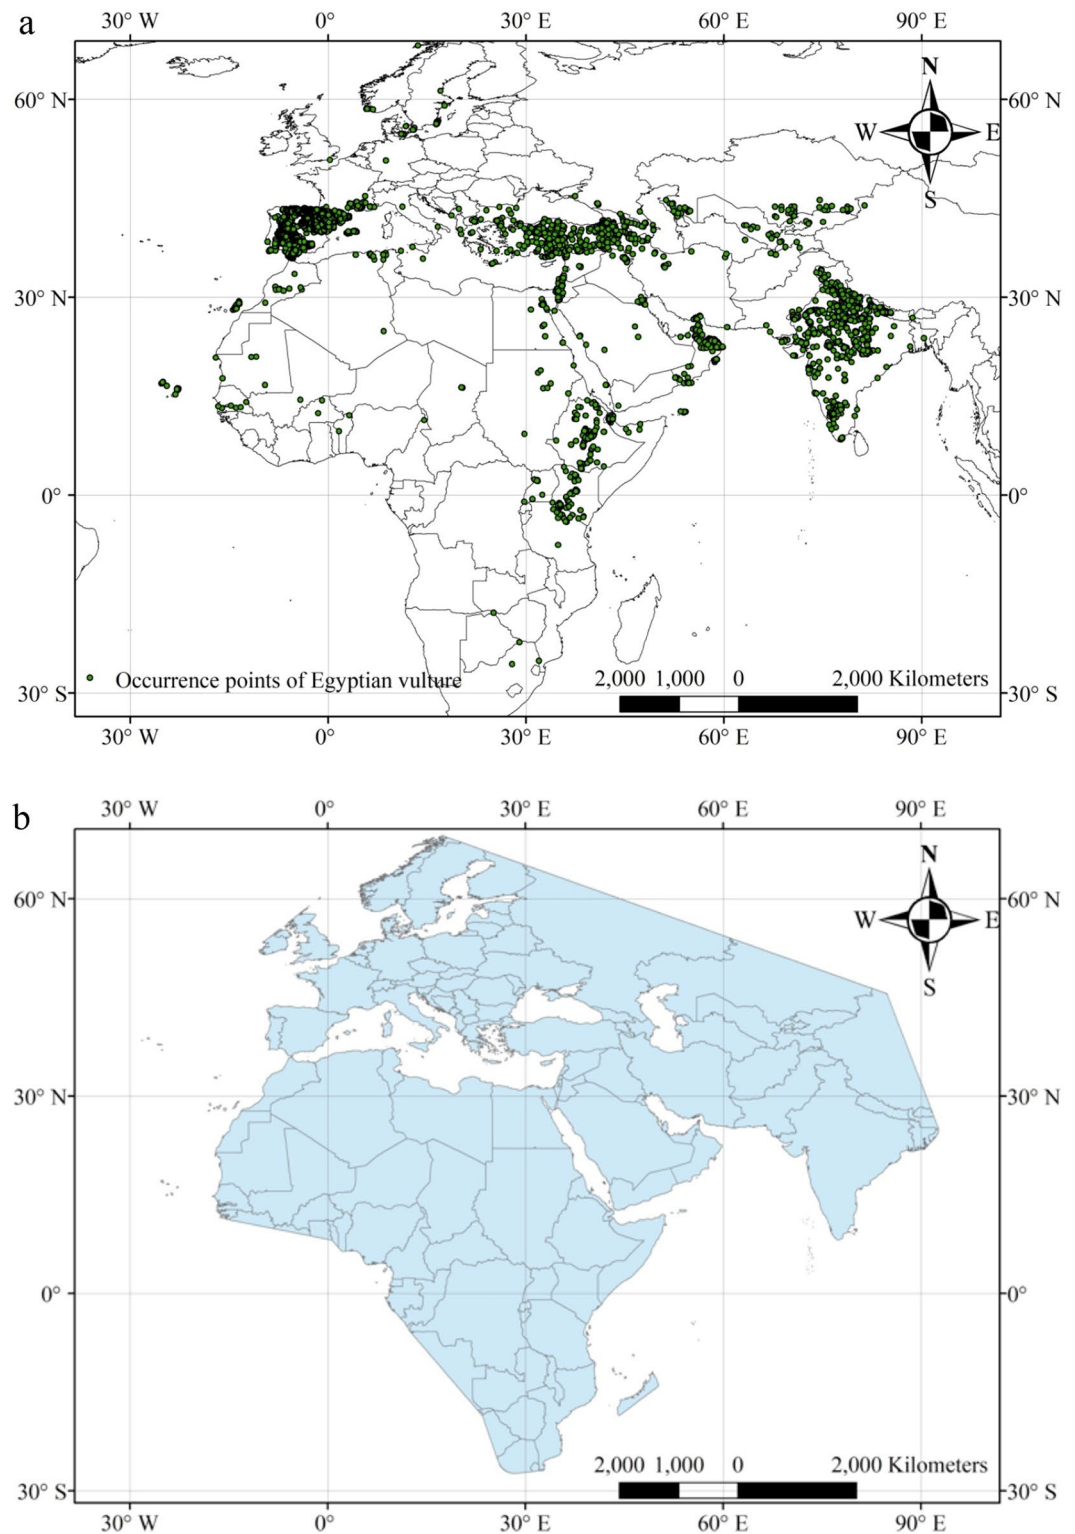 a
30° W 0° 30° E 60° E 90° E
N
60° N 60° N
W E
S
30° N 30° N
0° 0°
Occurrence points of Egyptian vulture
2,000 1,000 0 2,000 Kilometers
30° S 30° S
30° W 0° 30° E 60° E 90° E
b
30° W 0° 30° E 60° E 90° E
N
60° N 60° N
W E
S
30° N 30° N
0° 0°
2,000 1,000 0 2,000 Kilometers
30° S 30° S
30° W 0° 30° E 60° E 90° E